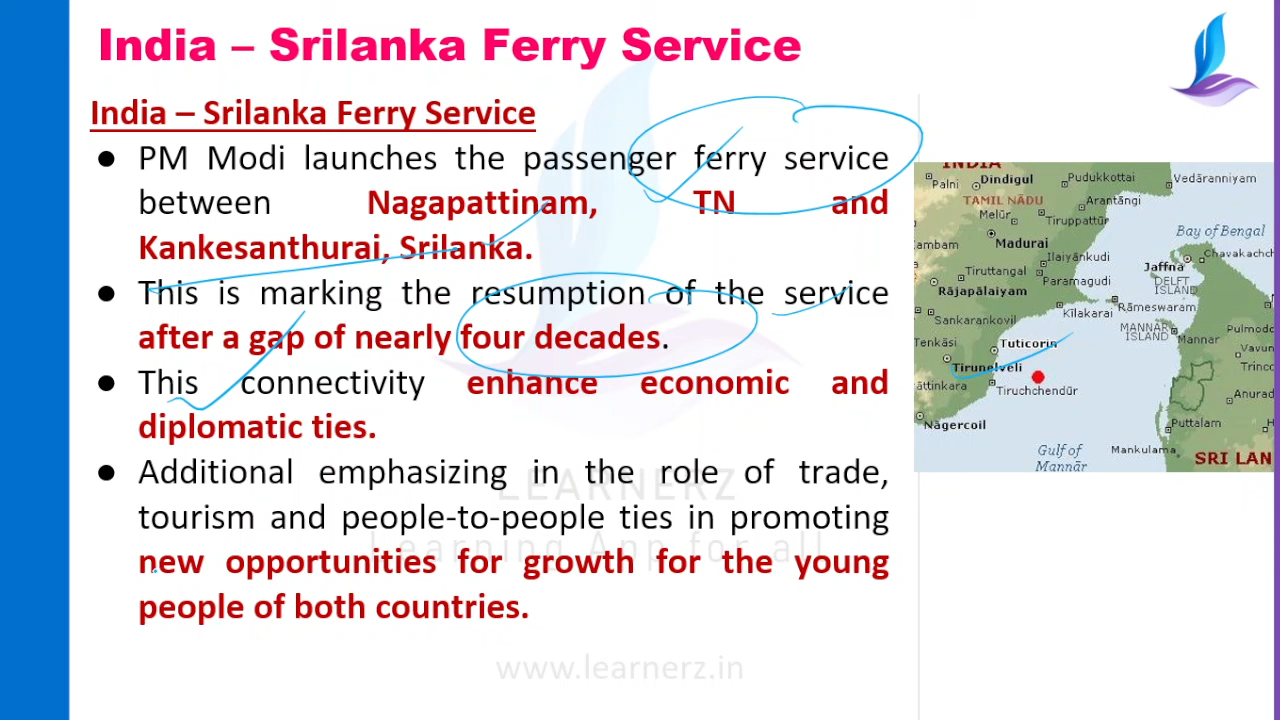 India – Srilanka Ferry Service
India – Srilanka Ferry Service
● PM Modi launches the passenger ferry service
between Nagapattinam, TN and
Kankesanthurai, Srilanka.
● This is marking the resumption of the service
after a gap of nearly four decades.
● This connectivity enhance economic and
diplomatic ties.
● Additional emphasizing in the role of trade,
tourism and people-to-people ties in promoting
new opportunities for growth for the young
people of both countries.
LEARNERZ
Learning App for all
www.learnerz.in
INDIA
Palni
Dindigul
Pudukkottai
Vedāranniyam
TAMIL NĀDU
Arantāngi
Melūr
Tiruppattūr
Bay of Bengal
Kambam
Madurai
Chavakachch
Ilaiyānkudi
Jaffna
Tiruttangal
Paramagudi
DELFT
ISLAND
Rājapālaiyam
Rāmeswaram
Sankarankovil
Kīlakarai
MANNĀR
ISLAND
Pulmodd
Tenkāsi
Tuticorin
Mannar
Vavun
Tirunelveli
Trinco
āttinkara
Tiruchchendūr
Anurad
Nāgercoil
Puttalam
H
Gulf of
Mannār
Mankulama
SRI LAN